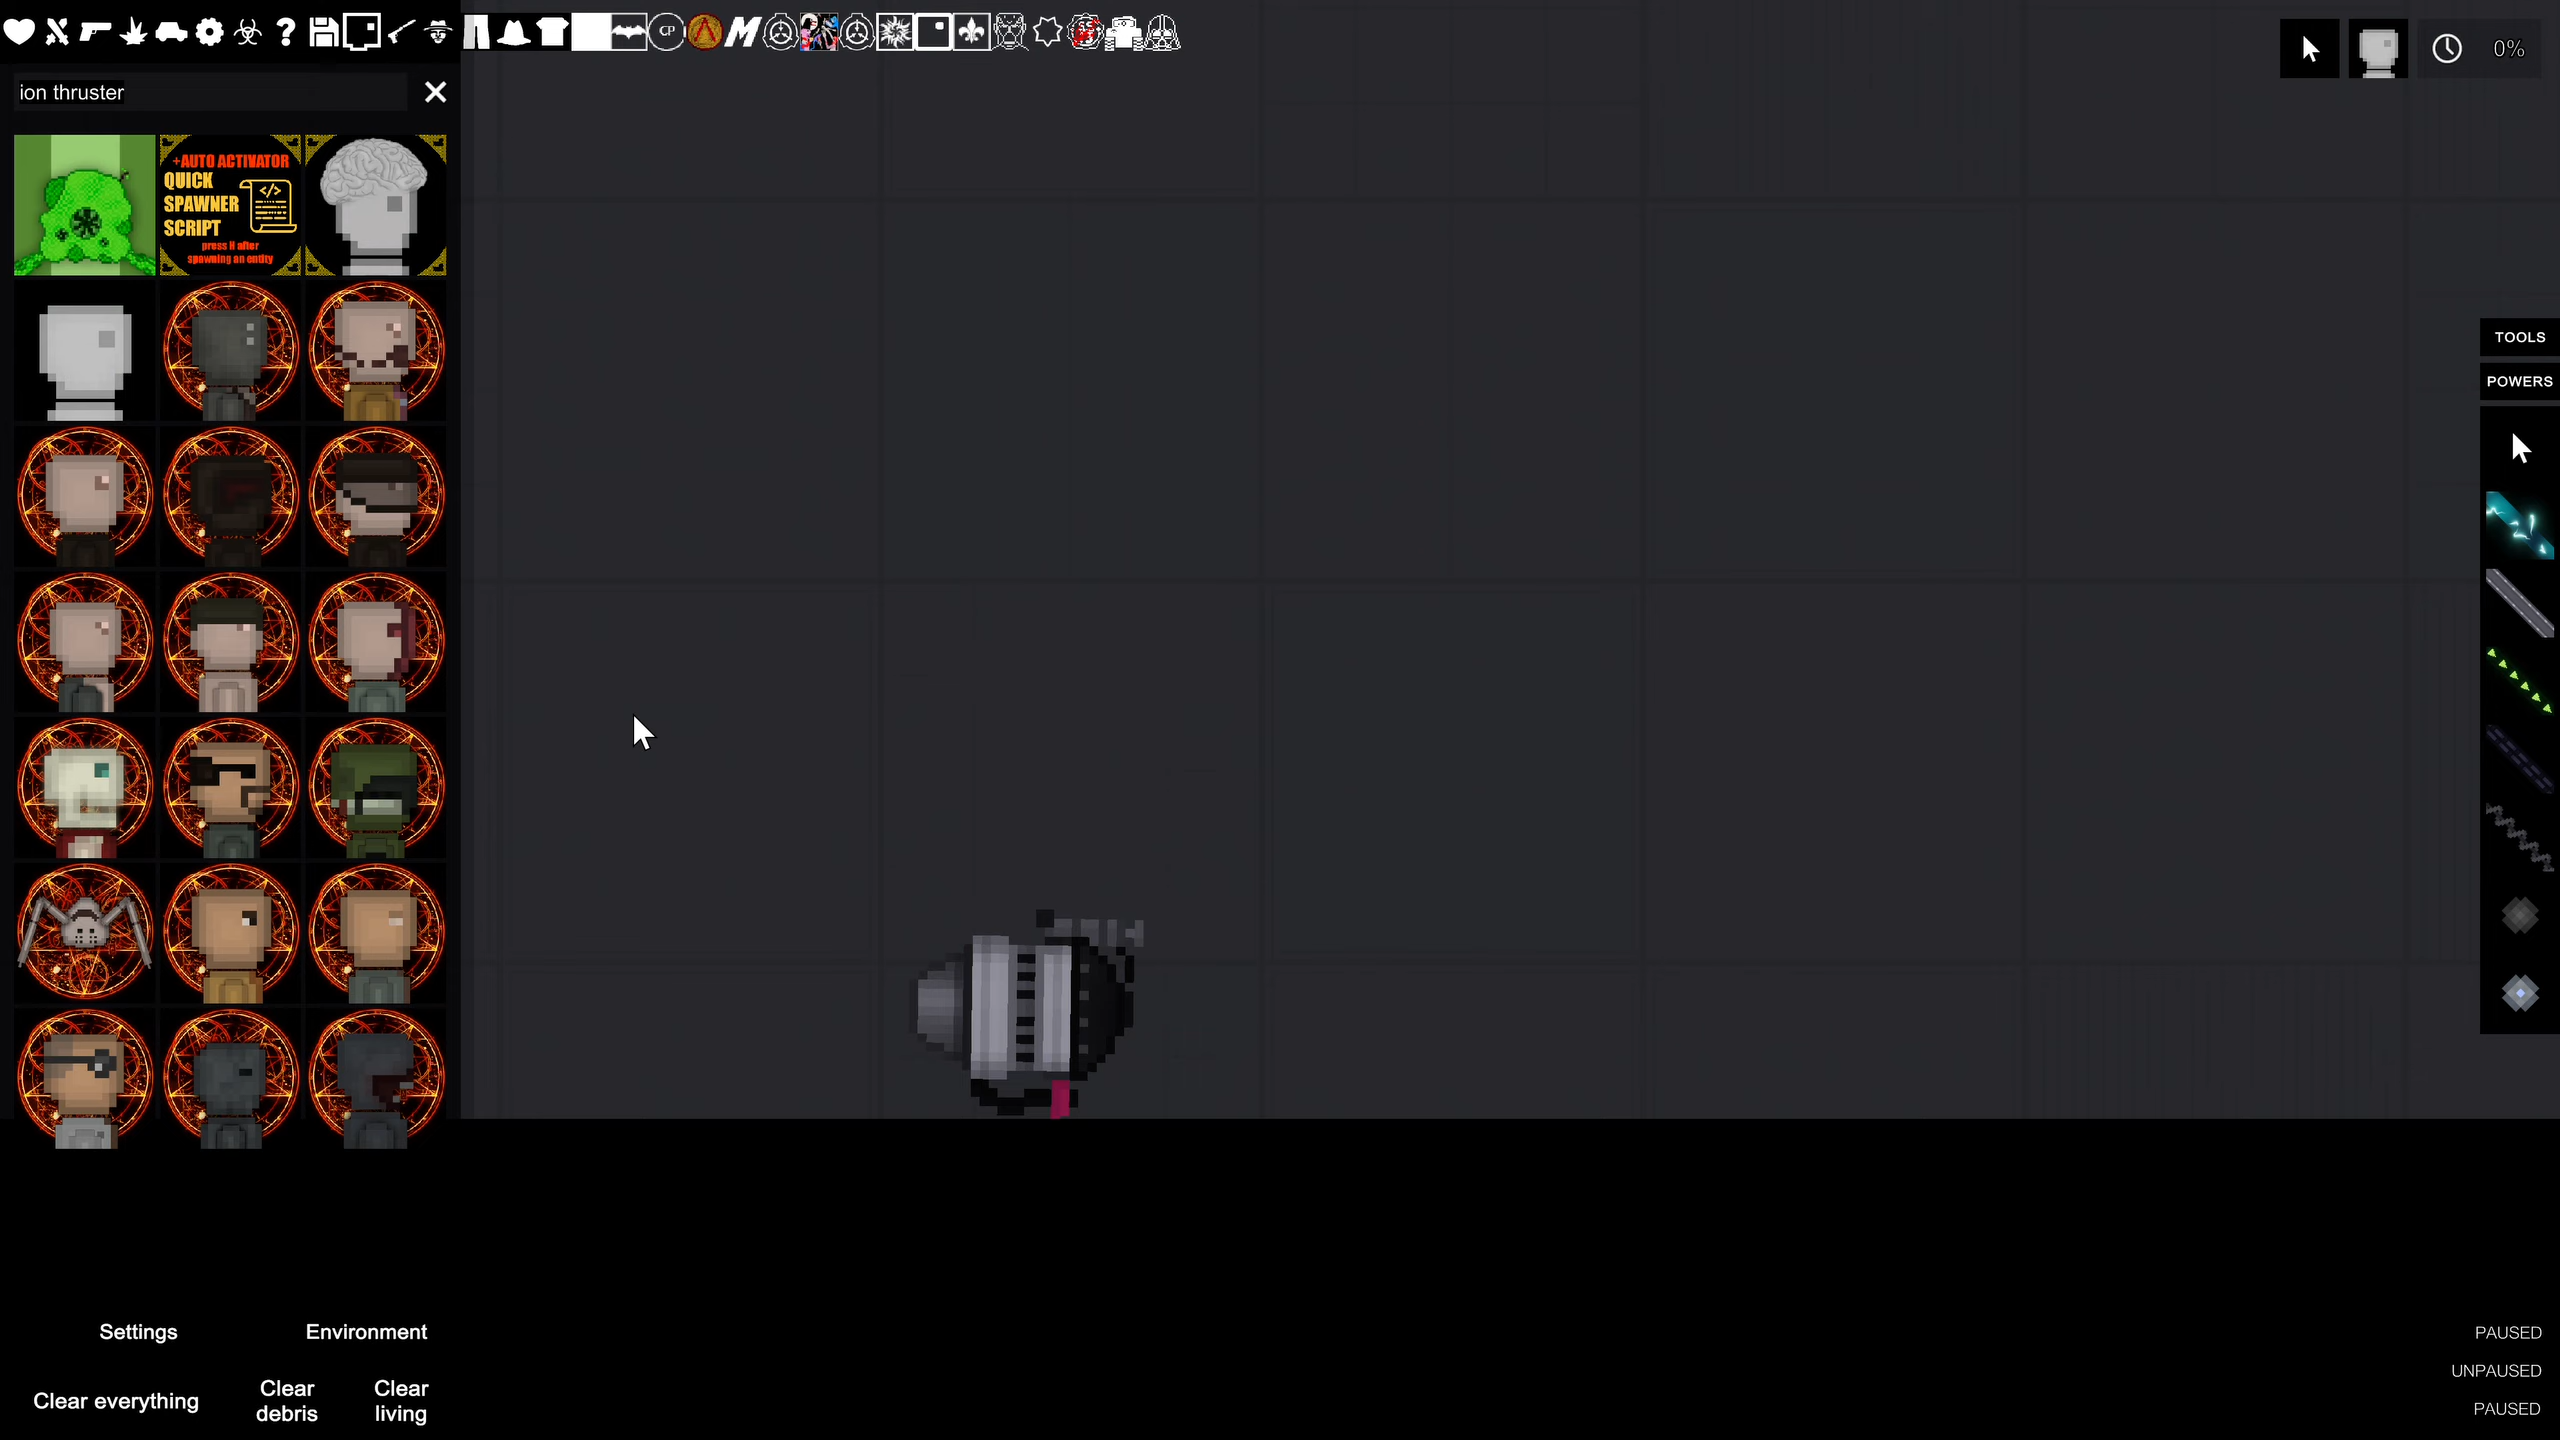 CP
0%
ion thruster
+AUTO ACTIVATOR
QUICK
SPAWNER
SCRIPT
press H after
spawning an entity
TOOLS
POWERS
Settings
Environment
Clear everything
Clear
debris
Clear
living
PAUSED
UNPAUSED
PAUSED